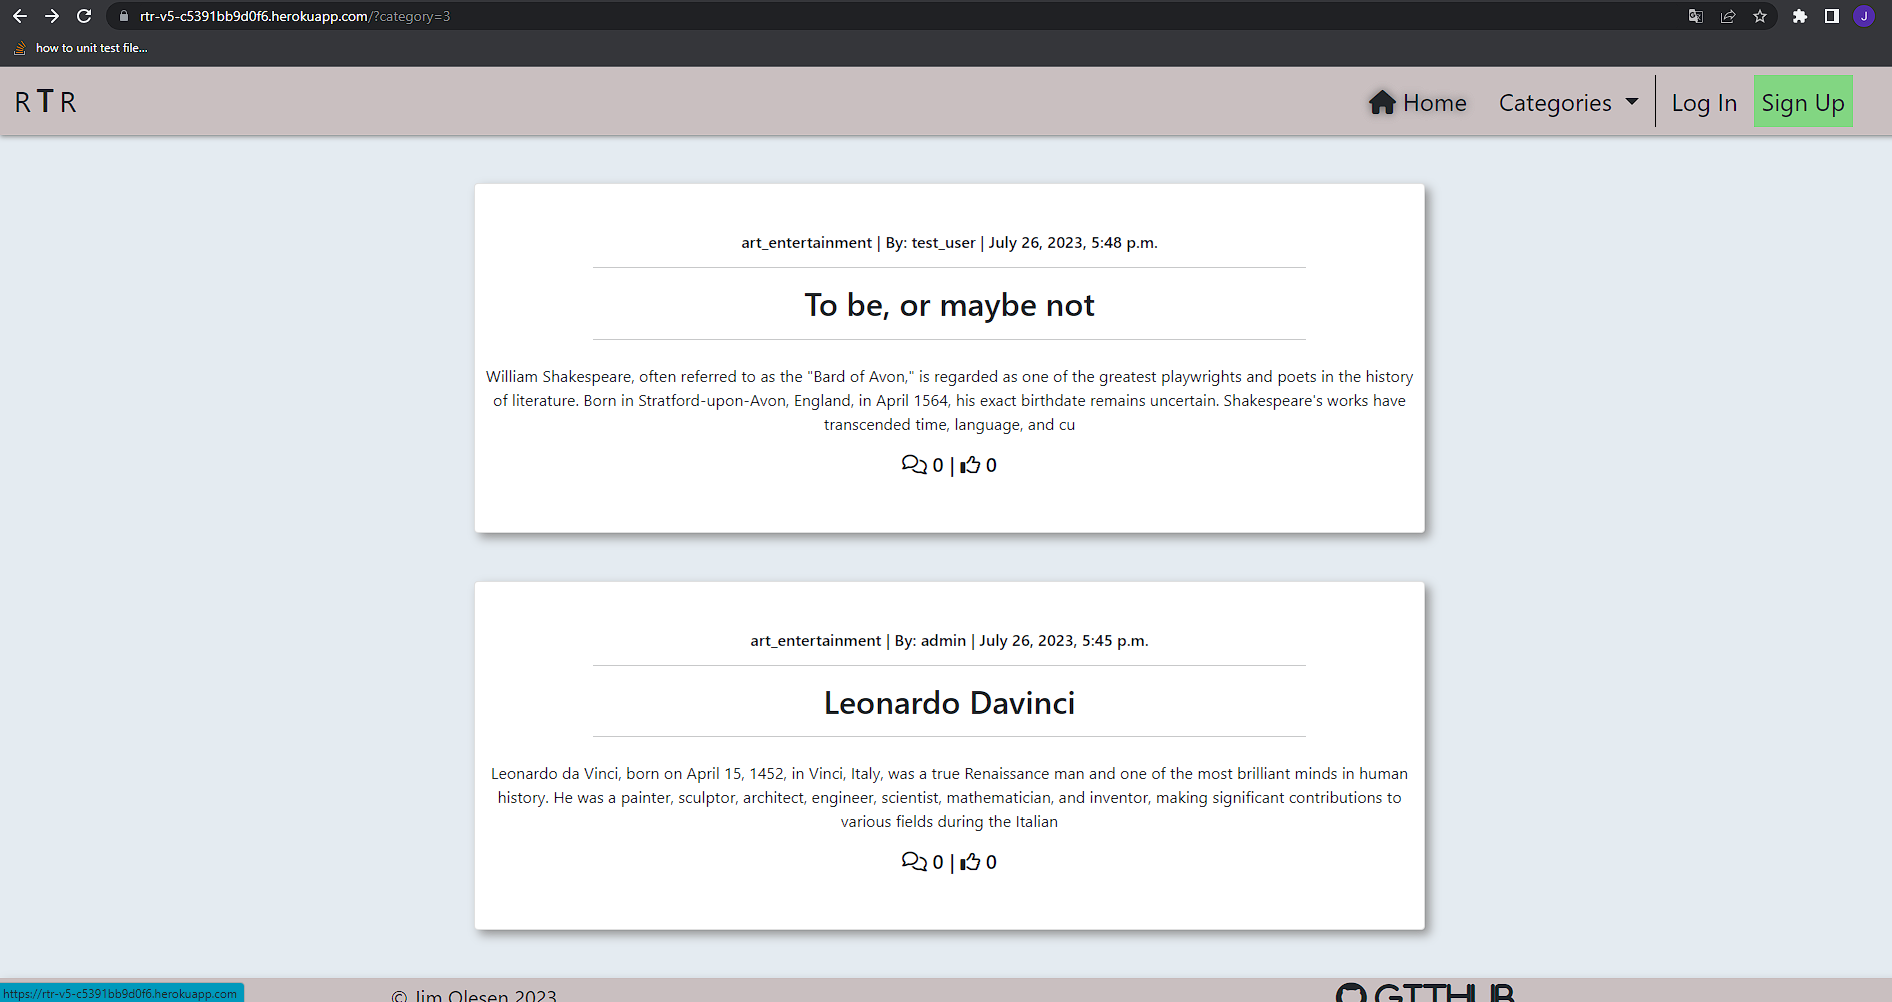 rtr-v5-c5391bb9d0f6.herokuapp.com/?category=3
J
how to unit test file...
R T R
Home Categories Log In Sign Up
art_entertainment | By: test_user | July 26, 2023, 5:48 p.m.
To be, or maybe not
William Shakespeare, often referred to as the "Bard of Avon," is regarded as one of the greatest playwrights and poets in the history
of literature. Born in Stratford-upon-Avon, England, in April 1564, his exact birthdate remains uncertain. Shakespeare's works have
transcended time, language, and cu
0 | 0
art_entertainment | By: admin | July 26, 2023, 5:45 p.m.
Leonardo Davinci
Leonardo da Vinci, born on April 15, 1452, in Vinci, Italy, was a true Renaissance man and one of the most brilliant minds in human
history. He was a painter, sculptor, architect, engineer, scientist, mathematician, and inventor, making significant contributions to
various fields during the Italian
0 | 0
https://rtr-v5-c5391bb9d0f6.herokuapp.com
© Jim Olesen 2023
GITHUB